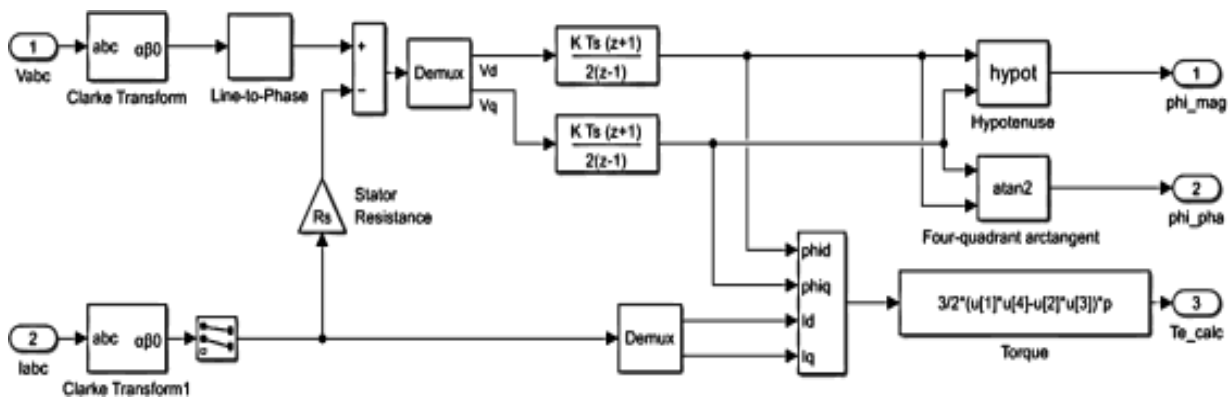 1
Vabc
abc αβ0
Clarke Transform
Line-to-Phase
+
−
Demux
Vd
Vq
K Ts (z+1)
2(z-1)
K Ts (z+1)
2(z-1)
hypot
Hypotenuse
1
phi_mag
atan2
Four-quadrant arctangent
2
phi_pha
Rs
Stator
Resistance
2
Iabc
abc αβ0
Clarke Transform1
Demux
phid
phiq
Id
Iq
3/2*(u[1]*u[4]-u[2]*u[3])*p
Torque
3
Te_calc